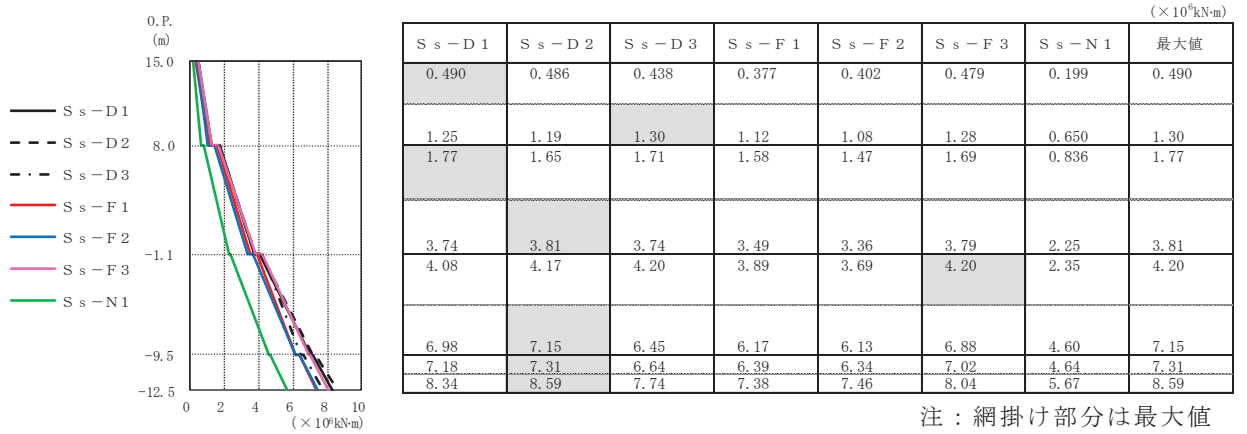 O.P.
(m)
15.0
8.0
-1.1
-9.5
-12.5
Ｓｓ－Ｄ１
Ｓｓ－Ｄ２
Ｓｓ－Ｄ３
Ｓｓ－Ｆ１
Ｓｓ－Ｆ２
Ｓｓ－Ｆ３
Ｓｓ－Ｎ１
0 2 4 6 8 10
(×10⁶kN·m)
(×10⁶kN·m)
Ｓｓ－Ｄ１ Ｓｓ－Ｄ２ Ｓｓ－Ｄ３ Ｓｓ－Ｆ１ Ｓｓ－Ｆ２ Ｓｓ－Ｆ３ Ｓｓ－Ｎ１ 最大値
0.490 0.486 0.438 0.377 0.402 0.479 0.199 0.490
1.25 1.19 1.30 1.12 1.08 1.28 0.650 1.30
1.77 1.65 1.71 1.58 1.47 1.69 0.836 1.77
3.74 3.81 3.74 3.49 3.36 3.79 2.25 3.81
4.08 4.17 4.20 3.89 3.69 4.20 2.35 4.20
6.98 7.15 6.45 6.17 6.13 6.88 4.60 7.15
7.18 7.31 6.64 6.39 6.34 7.02 4.64 7.31
8.34 8.59 7.74 7.38 7.46 8.04 5.67 8.59
注：網掛け部分は最大値